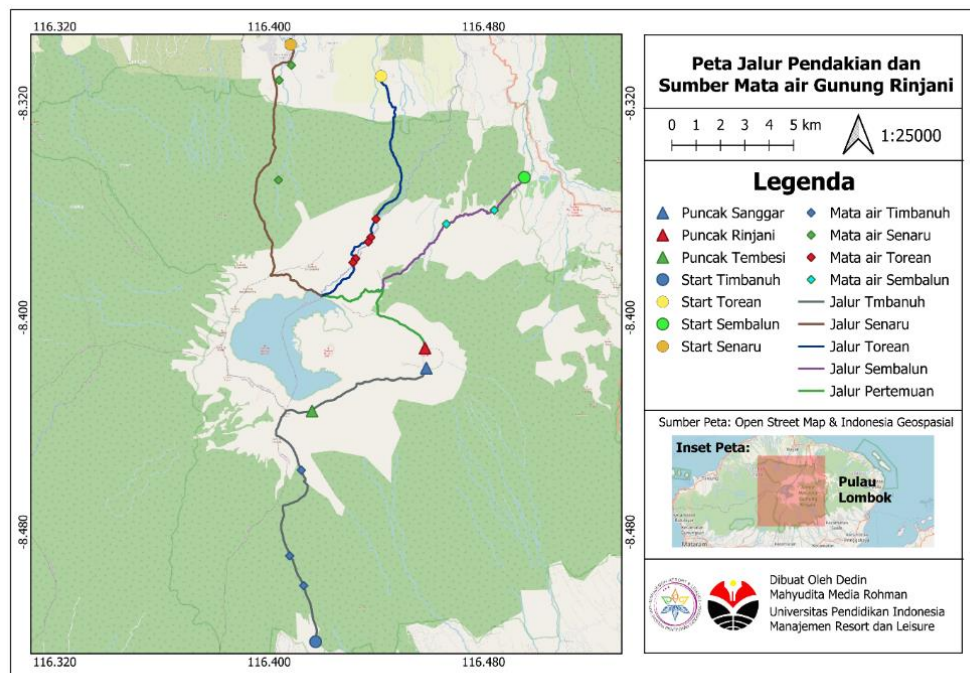 116.320
116.400
116.480
-8.320
-8.320
-8.400
-8.400
-8.480
-8.480
116.320
116.400
116.480
Peta Jalur Pendakian dan
Sumber Mata air Gunung Rinjani
0 1 2 3 4 5 km
1:25000
Legenda
Puncak Sanggar
Puncak Rinjani
Puncak Tembesi
Start Timbanuh
Start Torean
Start Sembalun
Start Senaru
Mata air Timbanuh
Mata air Senaru
Mata air Torean
Mata air Sembalun
Jalur Tmbanuh
Jalur Senaru
Jalur Torean
Jalur Sembalun
Jalur Pertemuan
Sumber Peta: Open Street Map & Indonesia Geospasial
Inset Peta:
Pulau
Lombok
Mataram
Dibuat Oleh Dedin
Mahyudita Media Rohman
Universitas Pendidikan Indonesia
Manajemen Resort dan Leisure